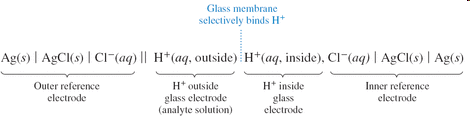 Glass membrane
selectively binds H⁺
Ag(s) | AgCl(s) | Cl⁻(aq) || H⁺(aq, outside) ⋮ H⁺(aq, inside), Cl⁻(aq) | AgCl(s) | Ag(s)
Outer reference
electrode
H⁺ outside
glass electrode
(analyte solution)
H⁺ inside
glass
electrode
Inner reference
electrode